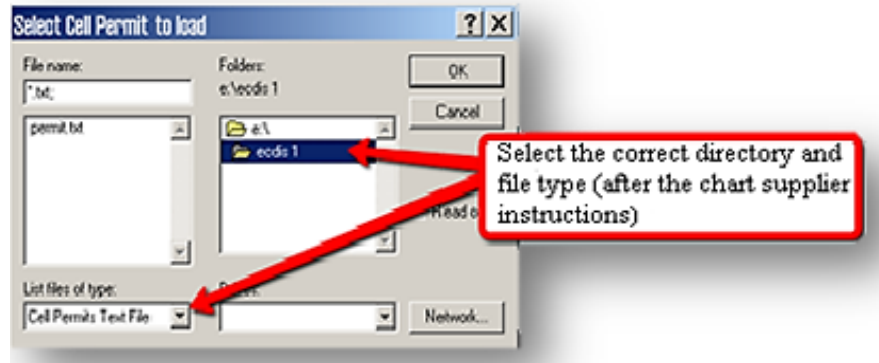 Select Cell Permit to load
File name:
*.txt;
permit.txt
Folders:
e:\ecdis 1
e:\
ecdis 1
OK
Cancel
Select the correct directory and
file type (after the chart supplier
instructions)
List files of type:
Cell Permits Text File
Network...